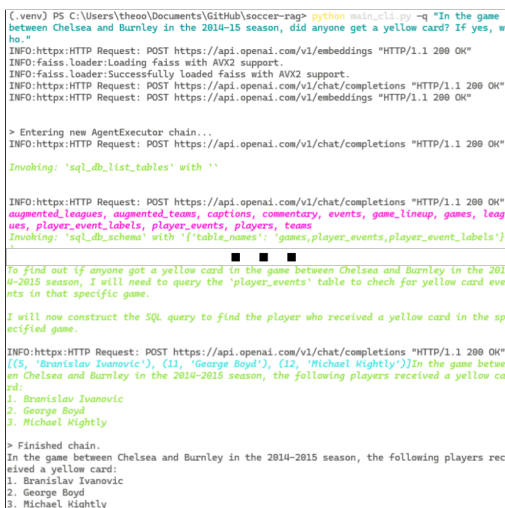 (.venv) PS C:\Users\theoo\Documents\GitHub\soccer-rag> python main_cli.py -q "In the game
between Chelsea and Burnley in the 2014-15 season, did anyone get a yellow card? If yes, w
ho."
INFO:httpx:HTTP Request: POST https://api.openai.com/v1/embeddings "HTTP/1.1 200 OK"
INFO:faiss.loader:Loading faiss with AVX2 support.
INFO:faiss.loader:Successfully loaded faiss with AVX2 support.
INFO:httpx:HTTP Request: POST https://api.openai.com/v1/chat/completions "HTTP/1.1 200 OK"
INFO:httpx:HTTP Request: POST https://api.openai.com/v1/embeddings "HTTP/1.1 200 OK"
> Entering new AgentExecutor chain...
INFO:httpx:HTTP Request: POST https://api.openai.com/v1/chat/completions "HTTP/1.1 200 OK"
Invoking: `sql_db_list_tables` with ``
INFO:httpx:HTTP Request: POST https://api.openai.com/v1/chat/completions "HTTP/1.1 200 OK"
augmented_leagues, augmented_teams, captions, commentary, events, game_lineup, games, leag
ues, player_event_labels, player_events, players, teams
Invoking: `sql_db_schema` with `{'table_names': 'games,player_events,player_event_labels'}
To find out if anyone got a yellow card in the game between Chelsea and Burnley in the 201
4-2015 season, I will need to query the `player_events` table to check for yellow card eve
nts in that specific game.
I will now construct the SQL query to find the player who received a yellow card in the sp
ecified game.
INFO:httpx:HTTP Request: POST https://api.openai.com/v1/chat/completions "HTTP/1.1 200 OK"
[(5, 'Branislav Ivanovic'), (11, 'George Boyd'), (12, 'Michael Kightly')]In the game betwe
en Chelsea and Burnley in the 2014-2015 season, the following players received a yellow ca
rd:
1. Branislav Ivanovic
2. George Boyd
3. Michael Kightly
> Finished chain.
In the game between Chelsea and Burnley in the 2014-2015 season, the following players rec
eived a yellow card:
1. Branislav Ivanovic
2. George Boyd
3. Michael Kightly